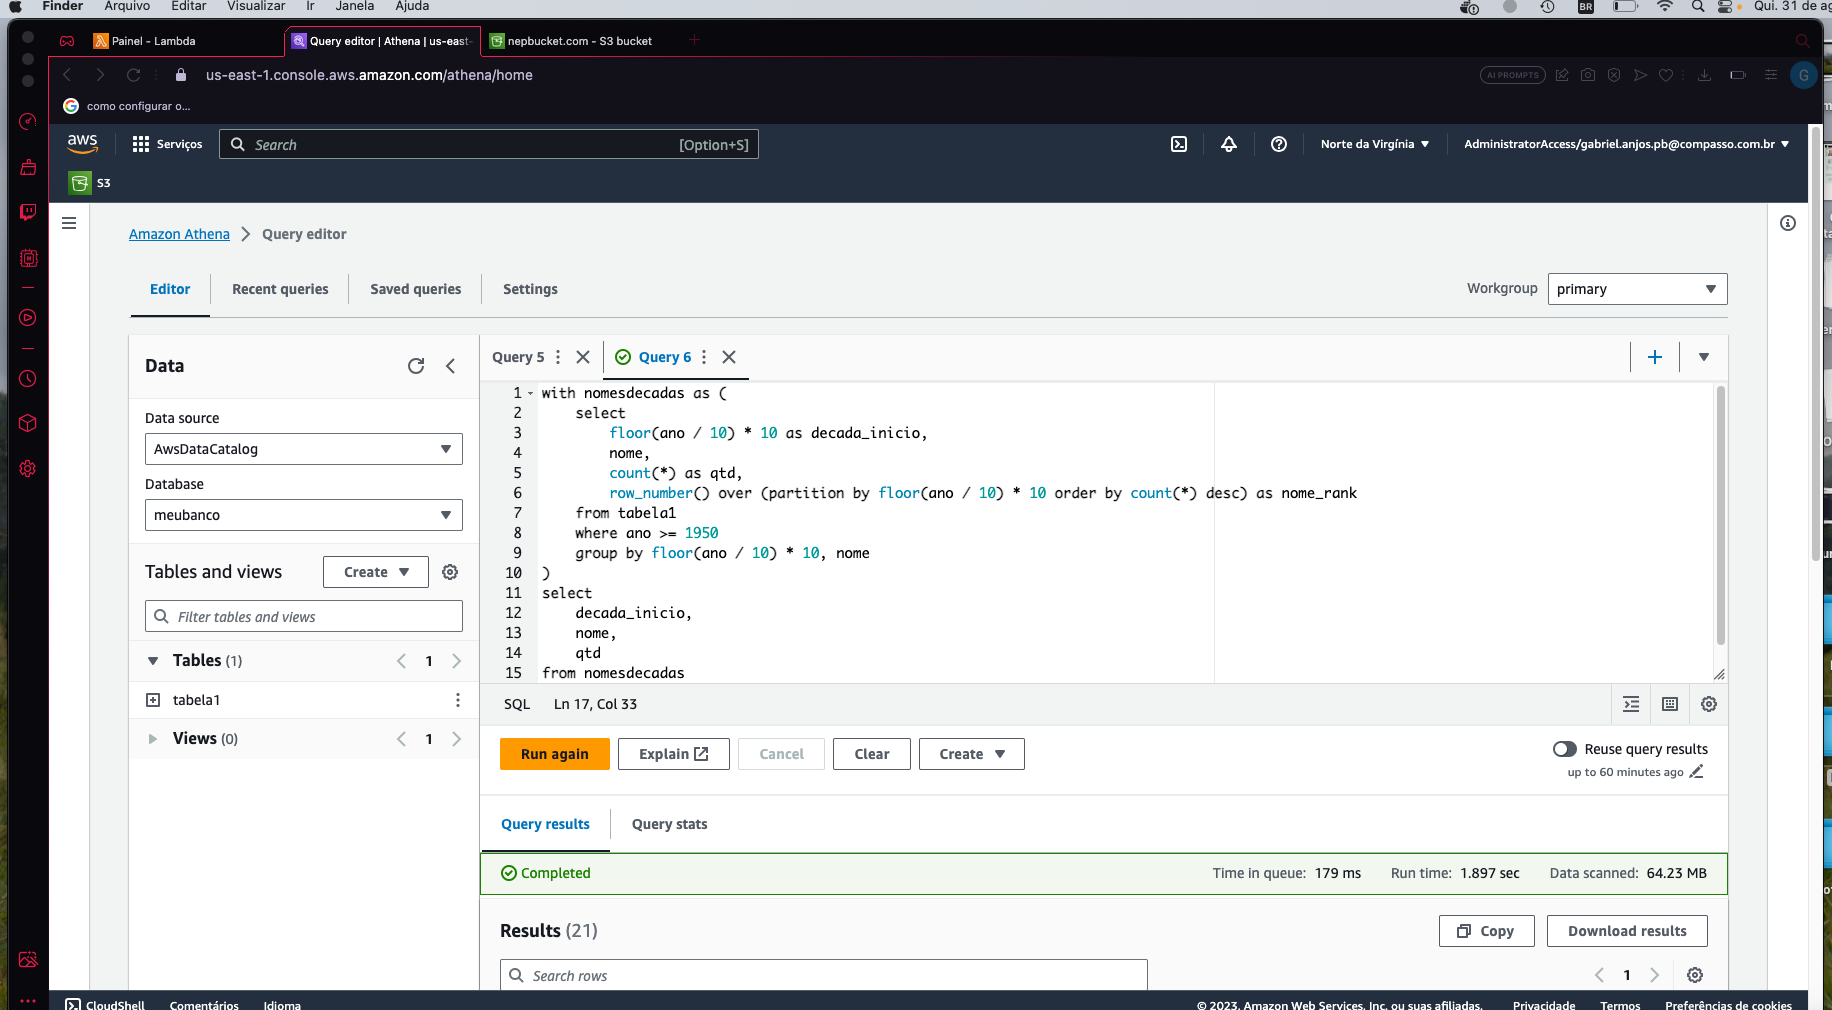 Finder Arquivo Editar Visualizar Ir Janela Ajuda BR Qui. 31 de ag
Painel - Lambda
Query editor | Athena | us-east-
nepbucket.com - S3 bucket
us-east-1.console.aws.amazon.com/athena/home
AI PROMPTS
G
como configurar o...
aws
Serviços
Search [Option+S]
Norte da Virgínia
AdministratorAccess/gabriel.anjos.pb@compasso.com.br
S3
Amazon Athena > Query editor
Editor
Recent queries
Saved queries
Settings
Workgroup
primary
Data
Data source
AwsDataCatalog
Database
meubanco
Tables and views
Create
Filter tables and views
Tables (1)
1
tabela1
Views (0)
1
Query 5
Query 6
1 with nomesdecadas as (
2 select
3 floor(ano / 10) * 10 as decada_inicio,
4 nome,
5 count(*) as qtd,
6 row_number() over (partition by floor(ano / 10) * 10 order by count(*) desc) as nome_rank
7 from tabela1
8 where ano >= 1950
9 group by floor(ano / 10) * 10, nome
10 )
11 select
12 decada_inicio,
13 nome,
14 qtd
15 from nomesdecadas
SQL Ln 17, Col 33
Run again
Explain
Cancel
Clear
Create
Reuse query results
up to 60 minutes ago
Query results
Query stats
Completed
Time in queue: 179 ms
Run time: 1.897 sec
Data scanned: 64.23 MB
Results (21)
Copy
Download results
Search rows
1
CloudShell Comentários Idioma
© 2023, Amazon Web Services, Inc. ou suas afiliadas. Privacidade Termos Preferências de cookies